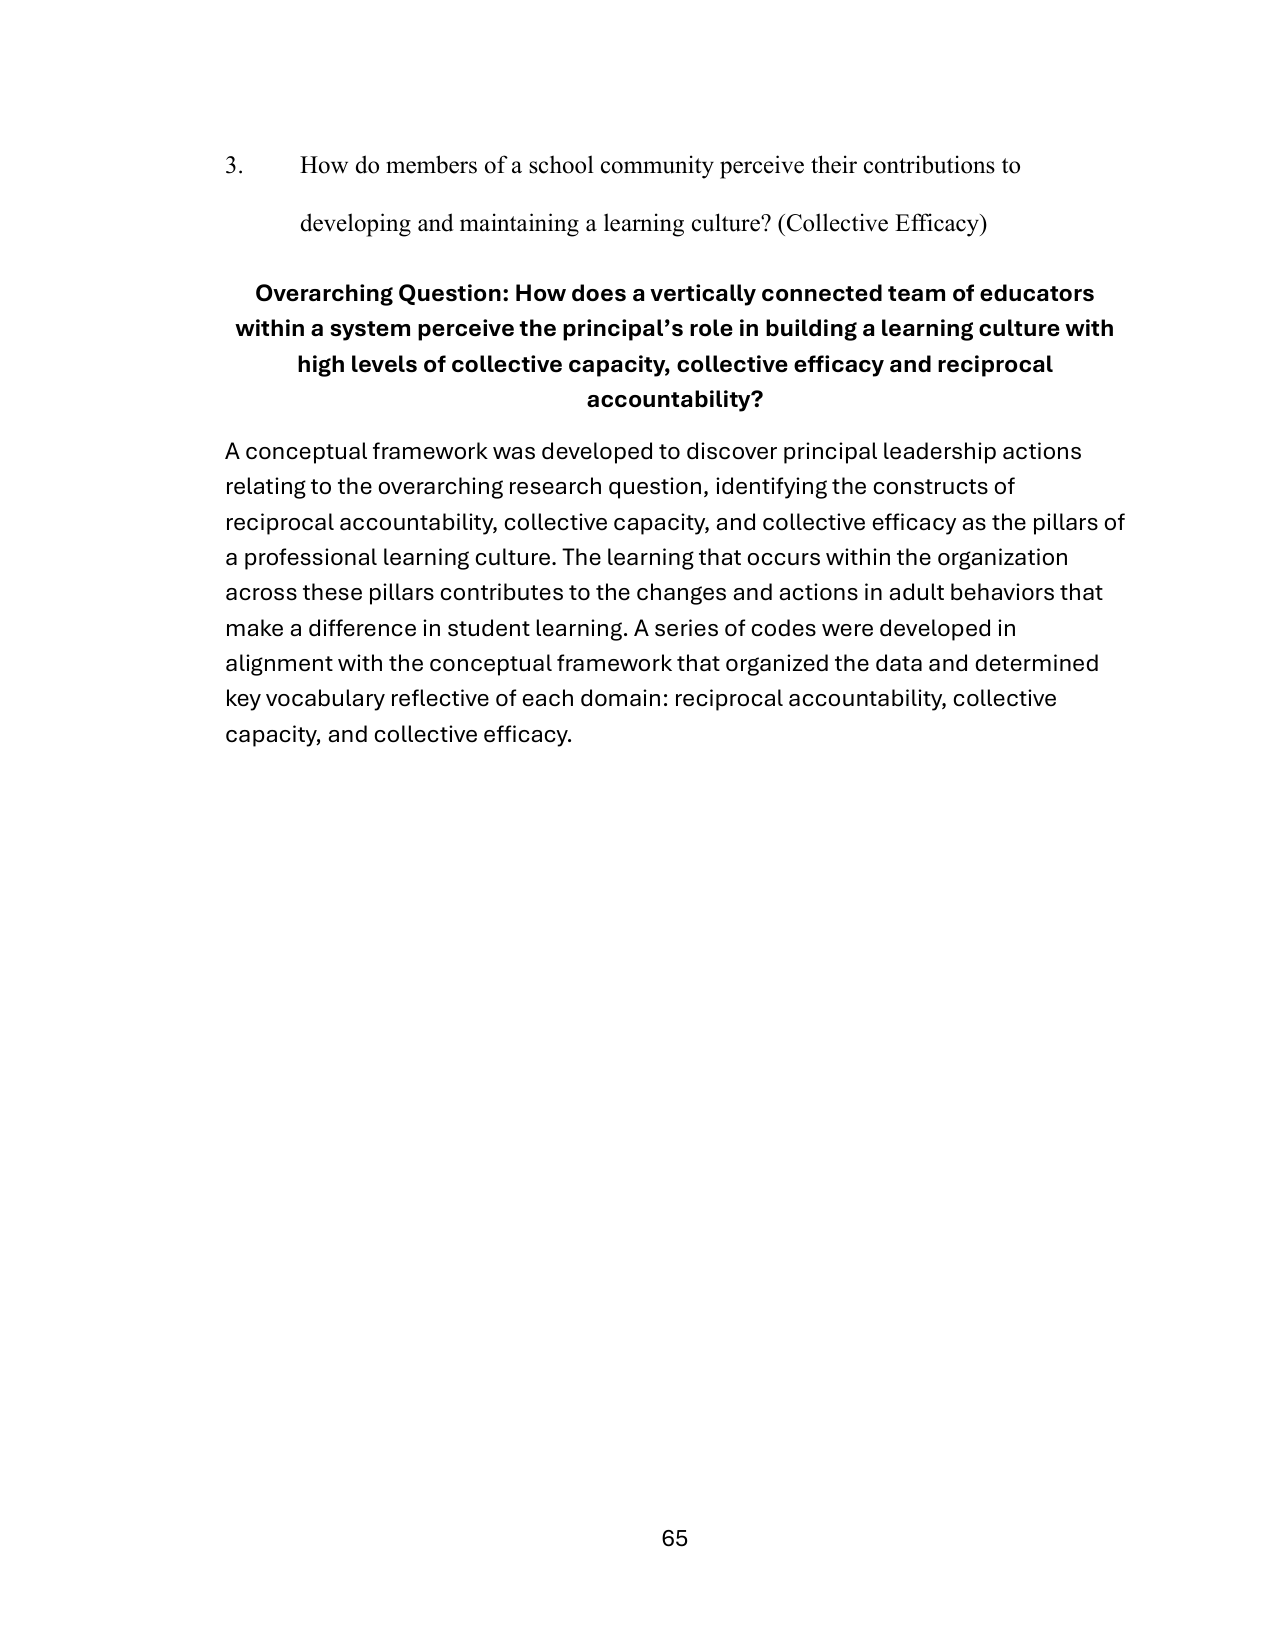 3. How do members of a school community perceive their contributions to
developing and maintaining a learning culture? (Collective Efficacy)
Overarching Question: How does a vertically connected team of educators
within a system perceive the principal’s role in building a learning culture with
high levels of collective capacity, collective efficacy and reciprocal
accountability?
A conceptual framework was developed to discover principal leadership actions
relating to the overarching research question, identifying the constructs of
reciprocal accountability, collective capacity, and collective efficacy as the pillars of
a professional learning culture. The learning that occurs within the organization
across these pillars contributes to the changes and actions in adult behaviors that
make a difference in student learning. A series of codes were developed in
alignment with the conceptual framework that organized the data and determined
key vocabulary reflective of each domain: reciprocal accountability, collective
capacity, and collective efficacy.
65